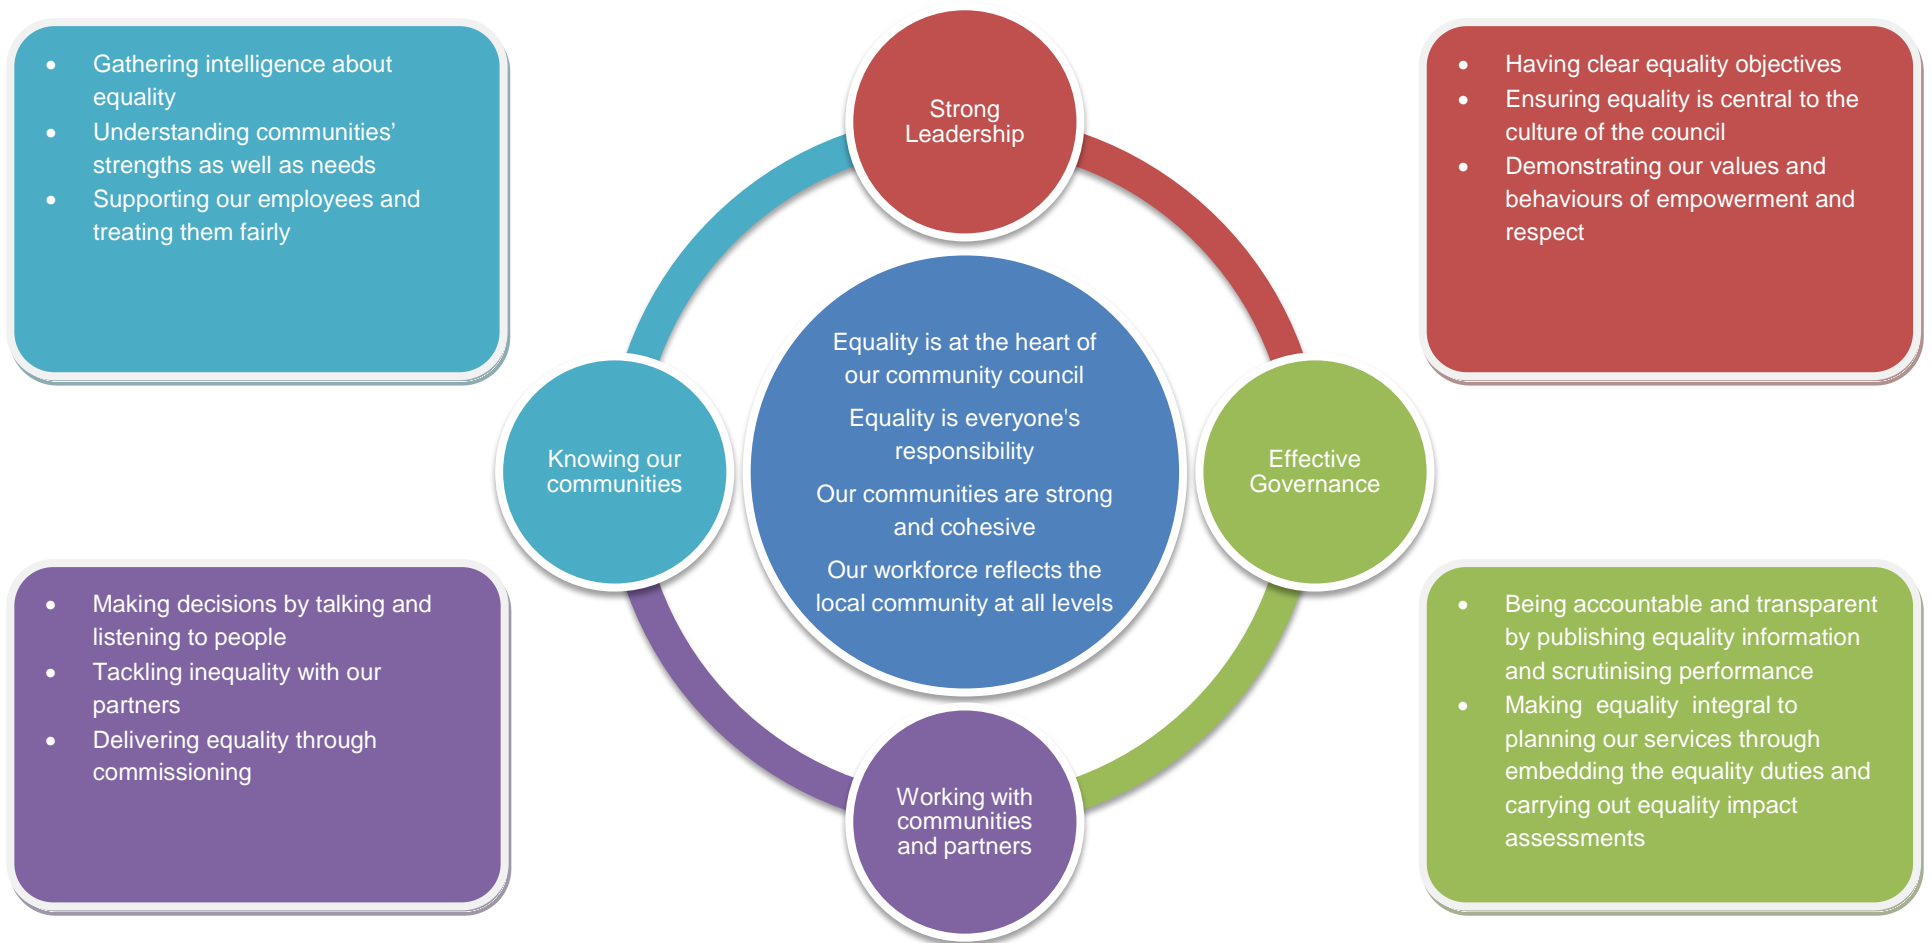 • Gathering intelligence about
equality
• Understanding communities’
strengths as well as needs
• Supporting our employees and
treating them fairly
Strong
Leadership
• Having clear equality objectives
• Ensuring equality is central to the
culture of the council
• Demonstrating our values and
behaviours of empowerment and
respect
Knowing our
communities
Equality is at the heart of
our community council
Equality is everyone's
responsibility
Our communities are strong
and cohesive
Our workforce reflects the
local community at all levels
Effective
Governance
• Making decisions by talking and
listening to people
• Tackling inequality with our
partners
• Delivering equality through
commissioning
Working with
communities
and partners
• Being accountable and transparent
by publishing equality information
and scrutinising performance
• Making  equality  integral to
planning our services through
embedding the equality duties and
carrying out equality impact
assessments